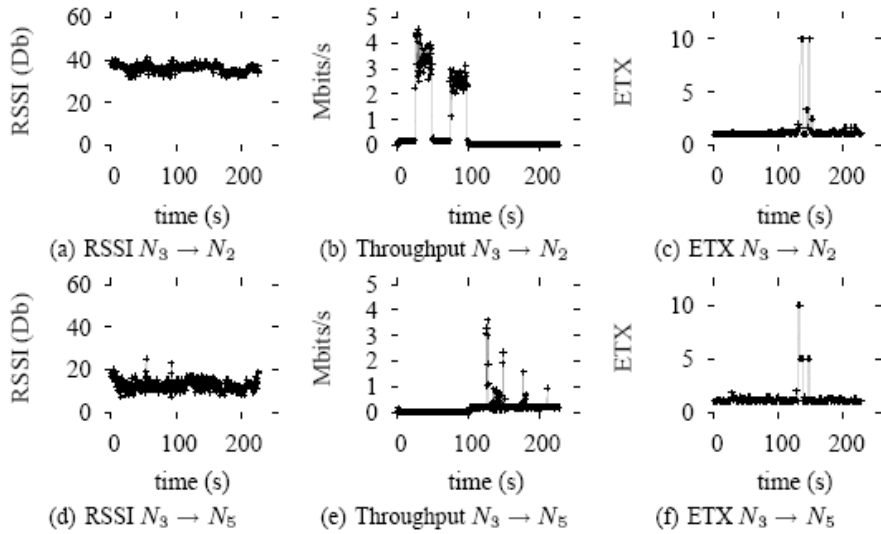 60
40
20
0
RSSI (Db)
0 100 200
time (s)
(a) RSSI N₃ → N₂
5
4
3
2
1
0
Mbits/s
0 100 200
time (s)
(b) Throughput N₃ → N₂
10
5
0
ETX
0 100 200
time (s)
(c) ETX N₃ → N₂
60
40
20
0
RSSI (Db)
0 100 200
time (s)
(d) RSSI N₃ → N₅
5
4
3
2
1
0
Mbits/s
0 100 200
time (s)
(e) Throughput N₃ → N₅
10
5
0
ETX
0 100 200
time (s)
(f) ETX N₃ → N₅